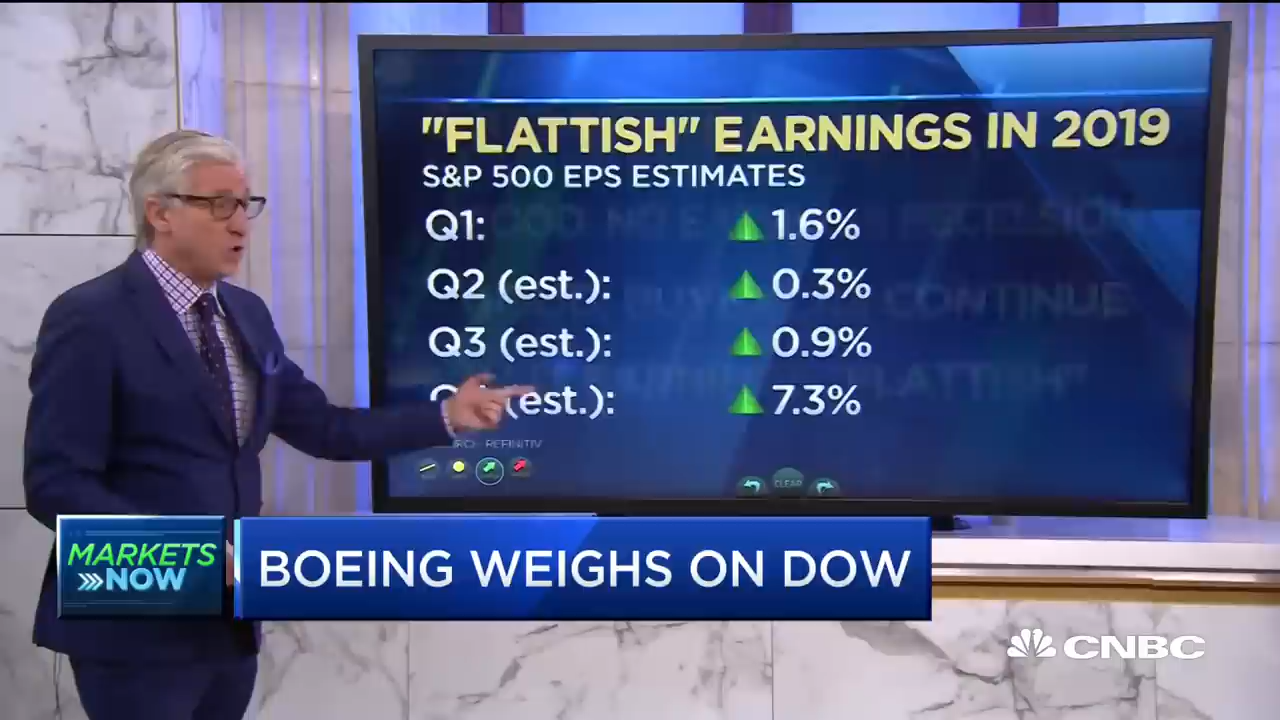 "FLATTISH" EARNINGS IN 2019
S&P 500 EPS ESTIMATES
Q1: 1.6%
Q2 (est.): 0.3%
Q3 (est.): 0.9%
(est.): 7.3%
REFINITIV
CLEAR
MARKETS
NOW
BOEING WEIGHS ON DOW
CNBC